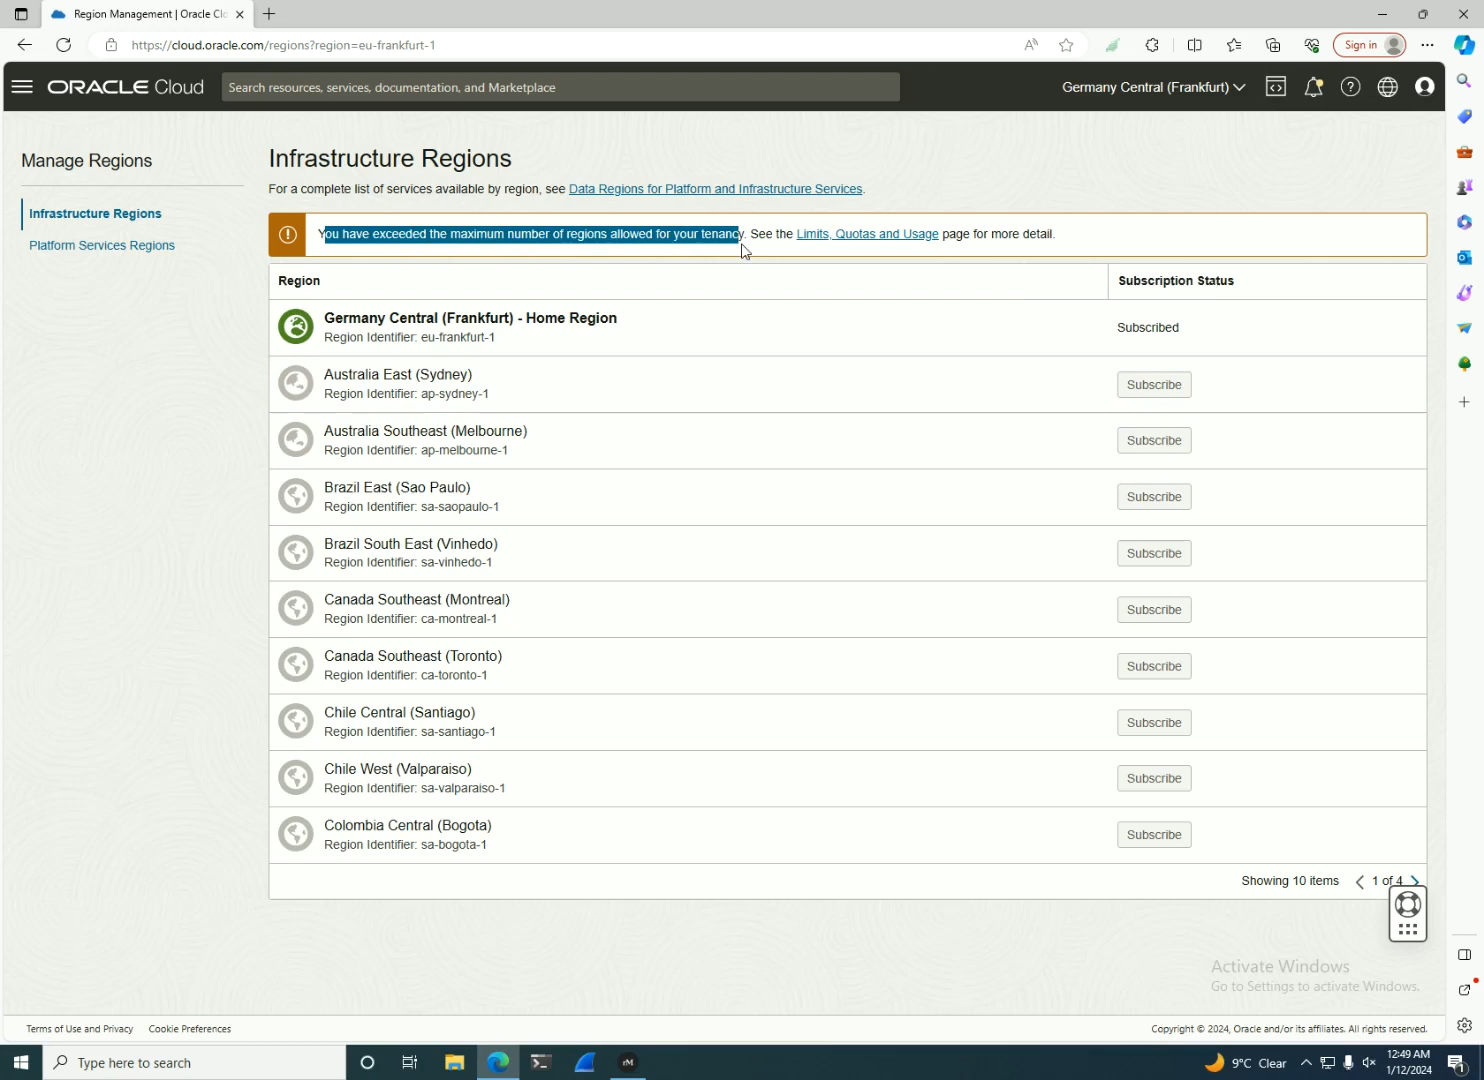 Region Management | Oracle Clo
https://cloud.oracle.com/regions?region=eu-frankfurt-1
Sign in
ORACLE Cloud
Search resources, services, documentation, and Marketplace
Germany Central (Frankfurt)
Manage Regions
Infrastructure Regions
Platform Services Regions
Infrastructure Regions
For a complete list of services available by region, see Data Regions for Platform and Infrastructure Services.
You have exceeded the maximum number of regions allowed for your tenancy. See the Limits, Quotas and Usage page for more detail.
Region Subscription Status
Germany Central (Frankfurt) - Home Region
Region Identifier: eu-frankfurt-1
Subscribed
Australia East (Sydney)
Region Identifier: ap-sydney-1
Subscribe
Australia Southeast (Melbourne)
Region Identifier: ap-melbourne-1
Subscribe
Brazil East (Sao Paulo)
Region Identifier: sa-saopaulo-1
Subscribe
Brazil South East (Vinhedo)
Region Identifier: sa-vinhedo-1
Subscribe
Canada Southeast (Montreal)
Region Identifier: ca-montreal-1
Subscribe
Canada Southeast (Toronto)
Region Identifier: ca-toronto-1
Subscribe
Chile Central (Santiago)
Region Identifier: sa-santiago-1
Subscribe
Chile West (Valparaiso)
Region Identifier: sa-valparaiso-1
Subscribe
Colombia Central (Bogota)
Region Identifier: sa-bogota-1
Subscribe
Showing 10 items 1 of 4
Activate Windows
Go to Settings to activate Windows.
Terms of Use and Privacy Cookie Preferences
Copyright © 2024, Oracle and/or its affiliates. All rights reserved.
Type here to search
rM
9°C Clear
12:49 AM
1/12/2024
1